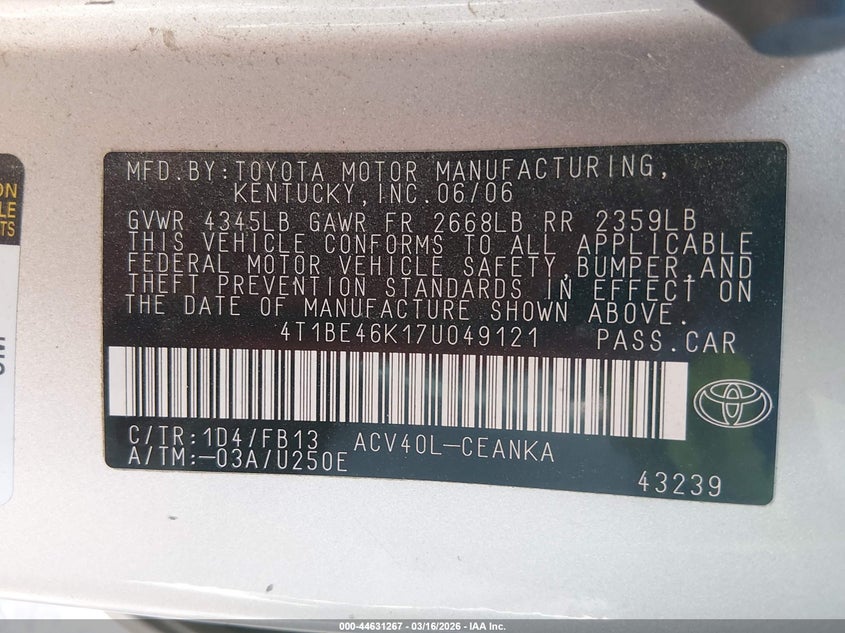 MFD.BY:TOYOTA MOTOR MANUFACTURING,
KENTUCKY,INC.06/06
GVWR 4345LB GAWR FR 2668LB RR 2359LB
THIS VEHICLE CONFORMS TO ALL APPLICABLE
FEDERAL MOTOR VEHICLE SAFETY,BUMPER,AND
THEFT PREVENTION STANDARDS IN EFFECT ON
THE DATE OF MANUFACTURE SHOWN ABOVE.
4T1BE46K17U049121 PASS.CAR
C/TR:1D4/FB13 ACV40L-CEANKA
A/TM:-03A/U250E
43239
000-44631267 - 03/16/2026 - IAA Inc.